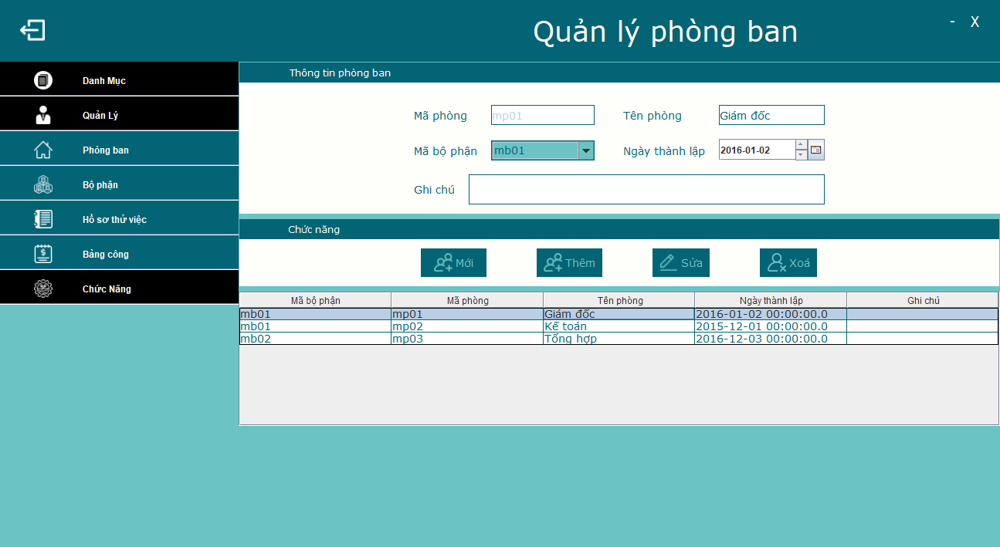 Quản lý phòng ban
- X
Danh Mục
Quản Lý
Phòng ban
Bộ phận
Hồ sơ thử việc
Bảng công
Chức Năng
Thông tin phòng ban
Mã phòng mp01 Tên phòng Giám đốc
Mã bộ phận mb01 Ngày thành lập 2016-01-02
Ghi chú
Chức năng
Mới Thêm Sửa Xoá
Mã bộ phận Mã phòng Tên phòng Ngày thành lập Ghi chú
mb01 mp01 Giám đốc 2016-01-02 00:00:00.0
mb01 mp02 Kế toán 2015-12-01 00:00:00.0
mb02 mp03 Tổng hợp 2016-12-03 00:00:00.0